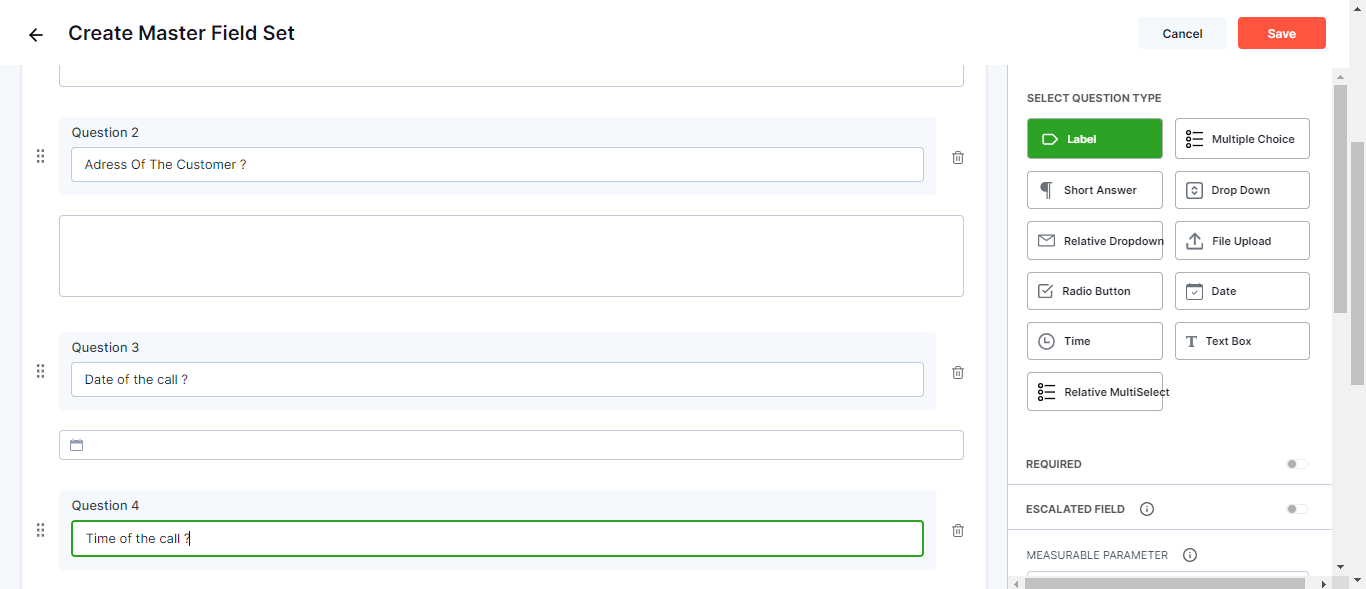 Create Master Field Set
Cancel
Save
Question 2
Adress Of The Customer ?
Question 3
Date of the call ?
Question 4
Time of the call ?
SELECT QUESTION TYPE
Label
Multiple Choice
Short Answer
Drop Down
Relative Dropdown
File Upload
Radio Button
Date
Time
Text Box
Relative MultiSelect
REQUIRED
ESCALATED FIELD
MEASURABLE PARAMETER